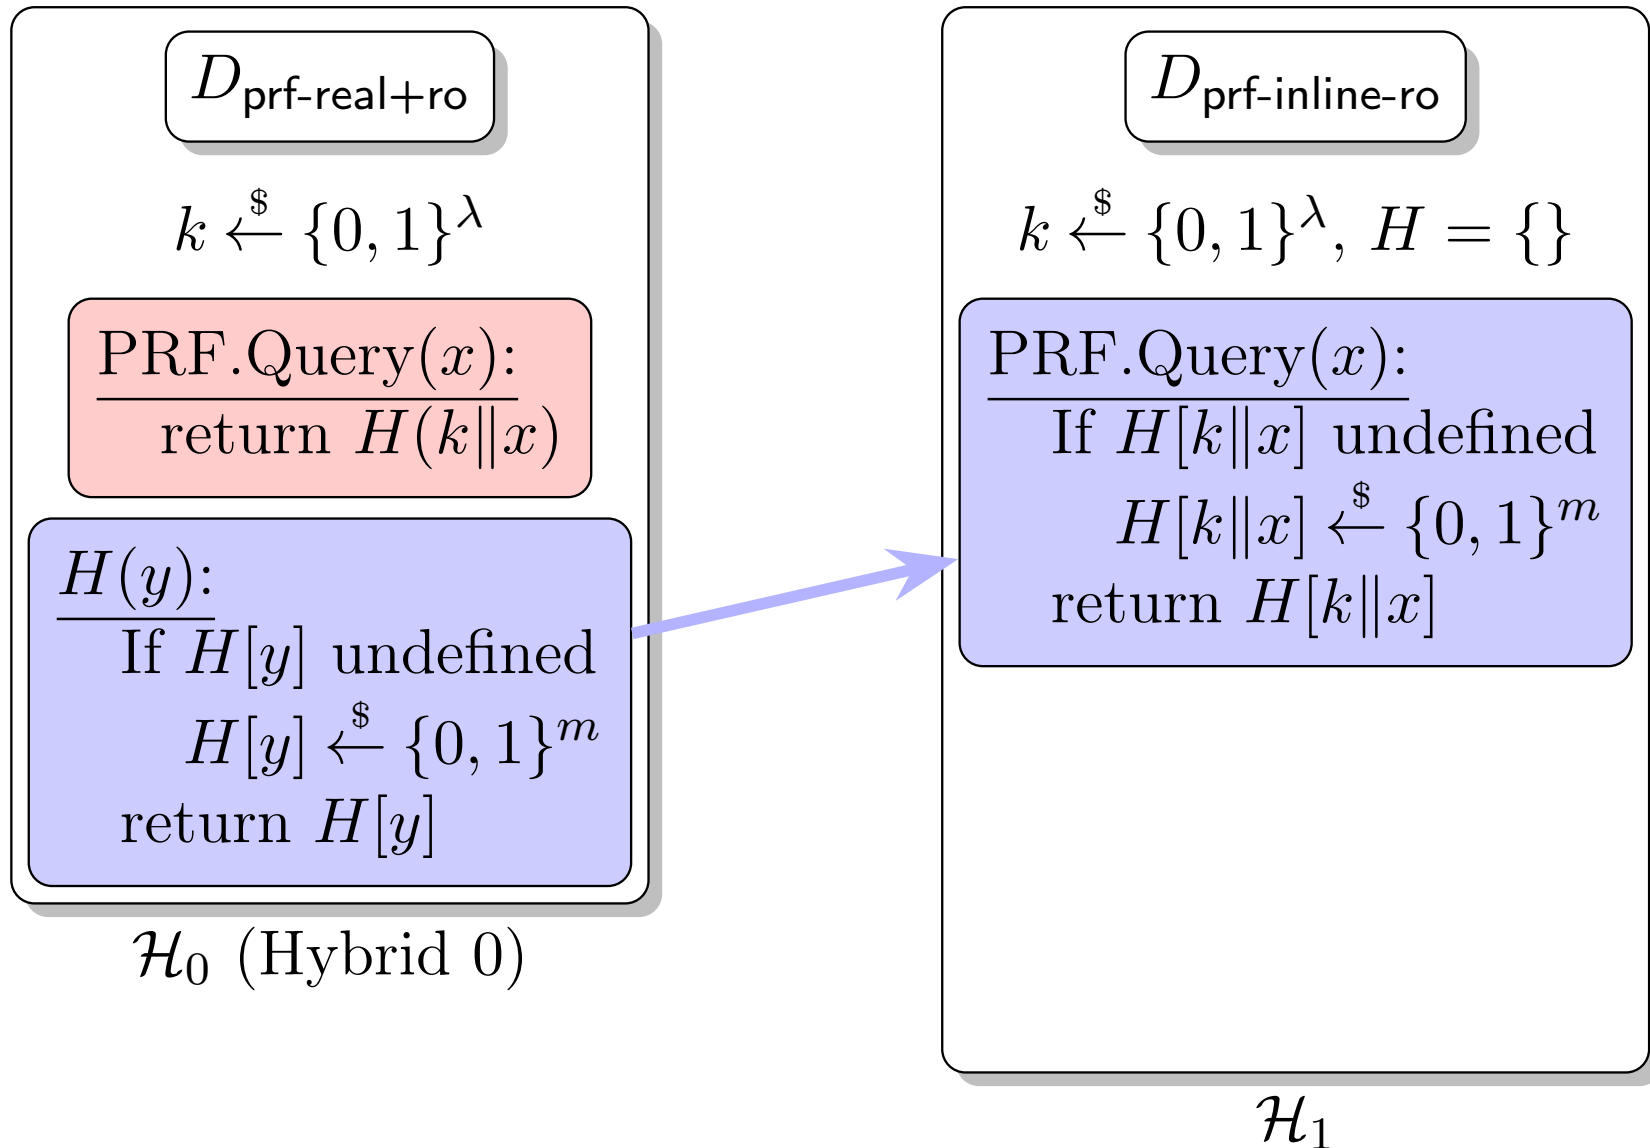 D_prf-real+ro
k ←$ {0, 1}^λ
PRF.Query(x):
return H(k‖x)
H(y):
If H[y] undefined
H[y] ←$ {0, 1}^m
return H[y]
ℋ_0 (Hybrid 0)
D_prf-inline-ro
k ←$ {0, 1}^λ, H = {}
PRF.Query(x):
If H[k‖x] undefined
H[k‖x] ←$ {0, 1}^m
return H[k‖x]
ℋ_1